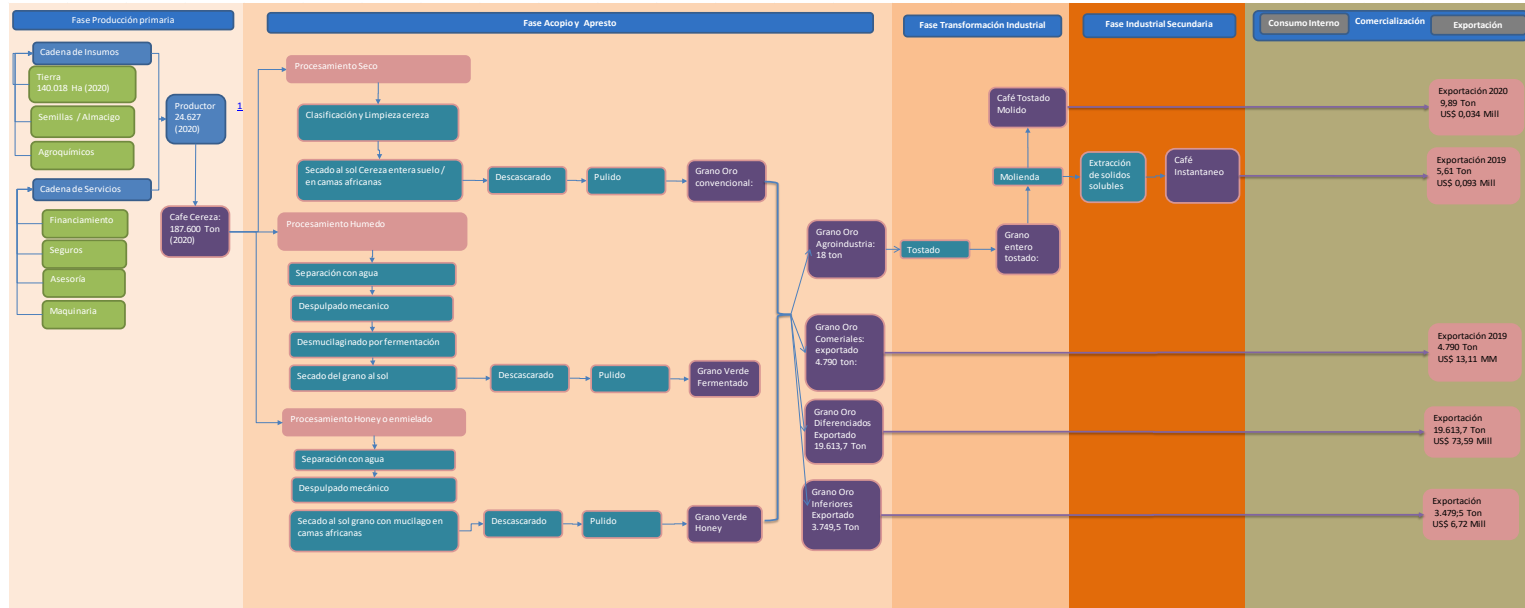 Fase Producción primaria
Fase Acopio y Apresto
Fase Transformación Industrial
Fase Industrial Secundaria
Consumo Interno
Comercialización
Exportación
Cadena de Insumos
Tierra
140.018 Ha (2020)
Semillas / Almacigo
Agroquímicos
Cadena de Servicios
Financiamiento
Seguros
Asesoría
Maquinaria
Productor
24.627
(2020)
1
Cafe Cereza:
187.600 Ton
(2020)
Procesamiento Seco
Clasificación y Limpieza cereza
Secado al sol Cereza entera suelo /
en camas africanas
Descascarado
Pulido
Grano Oro
convencional:
Procesamiento Humedo
Separación con agua
Despulpado mecanico
Desmucilaginado por fermentación
Secado del grano al sol
Descascarado
Pulido
Grano Verde
Fermentado
Procesamiento Honey o enmielado
Separación con agua
Despulpado mecánico
Secado al sol grano con mucilago en
camas africanas
Descascarado
Pulido
Grano Verde
Honey
Grano Oro
Agroindustria:
18 ton
Grano Oro
Comeriales:
exportado
4.790 ton:
Grano Oro
Diferenciados
Exportado
19.613,7 Ton
Grano Oro
Inferiores
Exportado
3.749,5 Ton
Tostado
Grano
entero
tostado:
Molienda
Café Tostado
Molido
Extracción
de solidos
solubles
Café
Instantaneo
Exportación 2020
9,89 Ton
US$ 0,034 Mill
Exportación 2019
5,61 Ton
US$ 0,093 Mill
Exportación 2019
4.790 Ton
US$ 13,11 MM
Exportación
19.613,7 Ton
US$ 73,59 Mill
Exportación
3.479,5 Ton
US$ 6,72 Mill